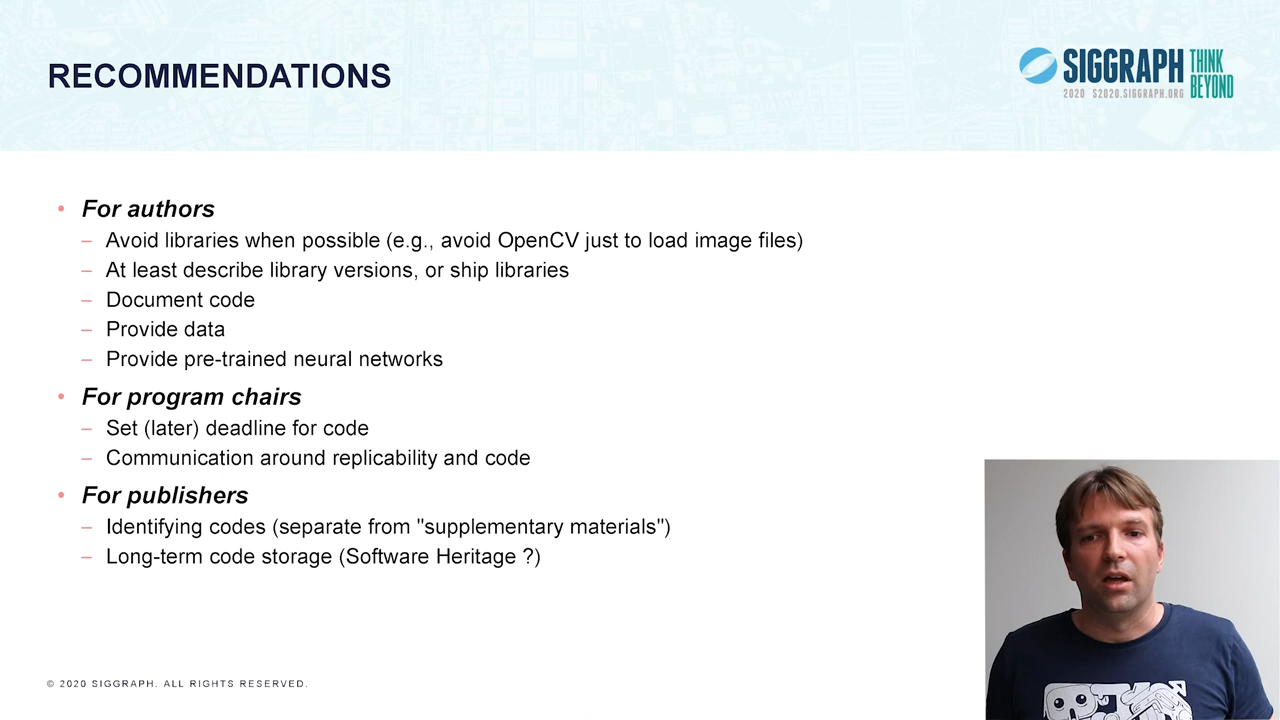 RECOMMENDATIONS
SIGGRAPH THINK BEYOND
2020 S2020.SIGGRAPH.ORG
• For authors
– Avoid libraries when possible (e.g., avoid OpenCV just to load image files)
– At least describe library versions, or ship libraries
– Document code
– Provide data
– Provide pre-trained neural networks
• For program chairs
– Set (later) deadline for code
– Communication around replicability and code
• For publishers
– Identifying codes (separate from "supplementary materials")
– Long-term code storage (Software Heritage ?)
© 2020 SIGGRAPH. ALL RIGHTS RESERVED.